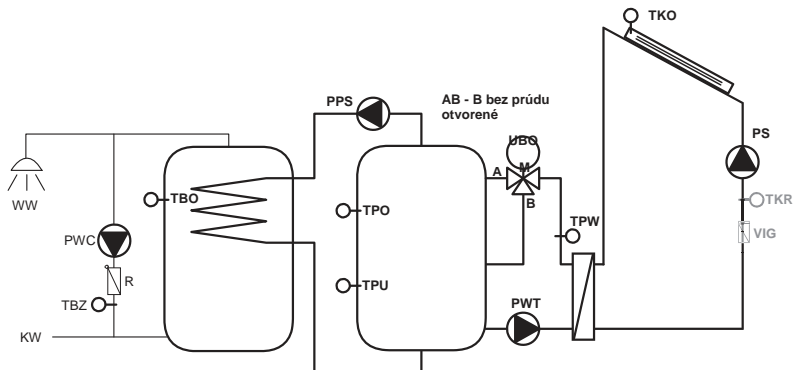 TKO
PPS
AB - B bez prúdu
otvorené
UBO
M
PS
A
TBO
TKR
WW
B
TPO
TPW
VIG
PWC
R
TPU
TBZ
PWT
KW